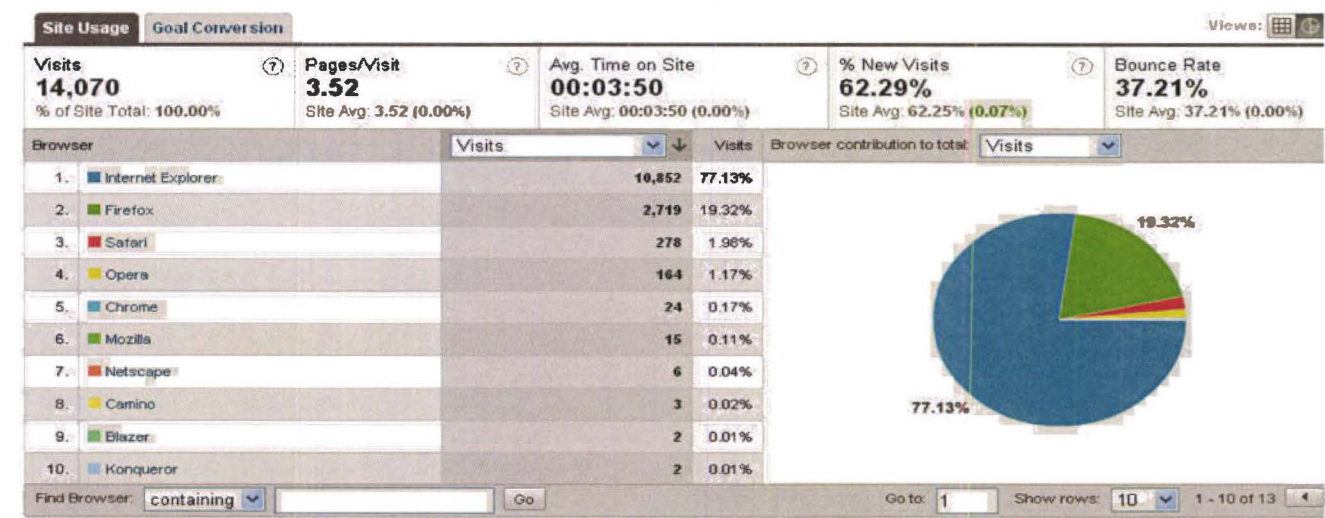 Site Usage Goal Conversion Views:
Visits ? Pages/Visit ? Avg. Time on Site ? % New Visits ? Bounce Rate
14,070 3.52 00:03:50 62.29% 37.21%
% of Site Total: 100.00% Site Avg: 3.52 (0.00%) Site Avg: 00:03:50 (0.00%) Site Avg: 62.25% (0.07%) Site Avg: 37.21% (0.00%)
Browser Visits Visits Browser contribution to total: Visits
1. Internet Explorer 10,852 77.13%
2. Firefox 2,719 19.32%
3. Safari 278 1.98%
4. Opera 164 1.17%
5. Chrome 24 0.17%
6. Mozilla 15 0.11%
7. Netscape 6 0.04%
8. Camino 3 0.02%
9. Blazer 2 0.01%
10. Konqueror 2 0.01%
19.32%
77.13%
Find Browser: containing Go Go to: 1 Show rows: 10 1 - 10 of 13